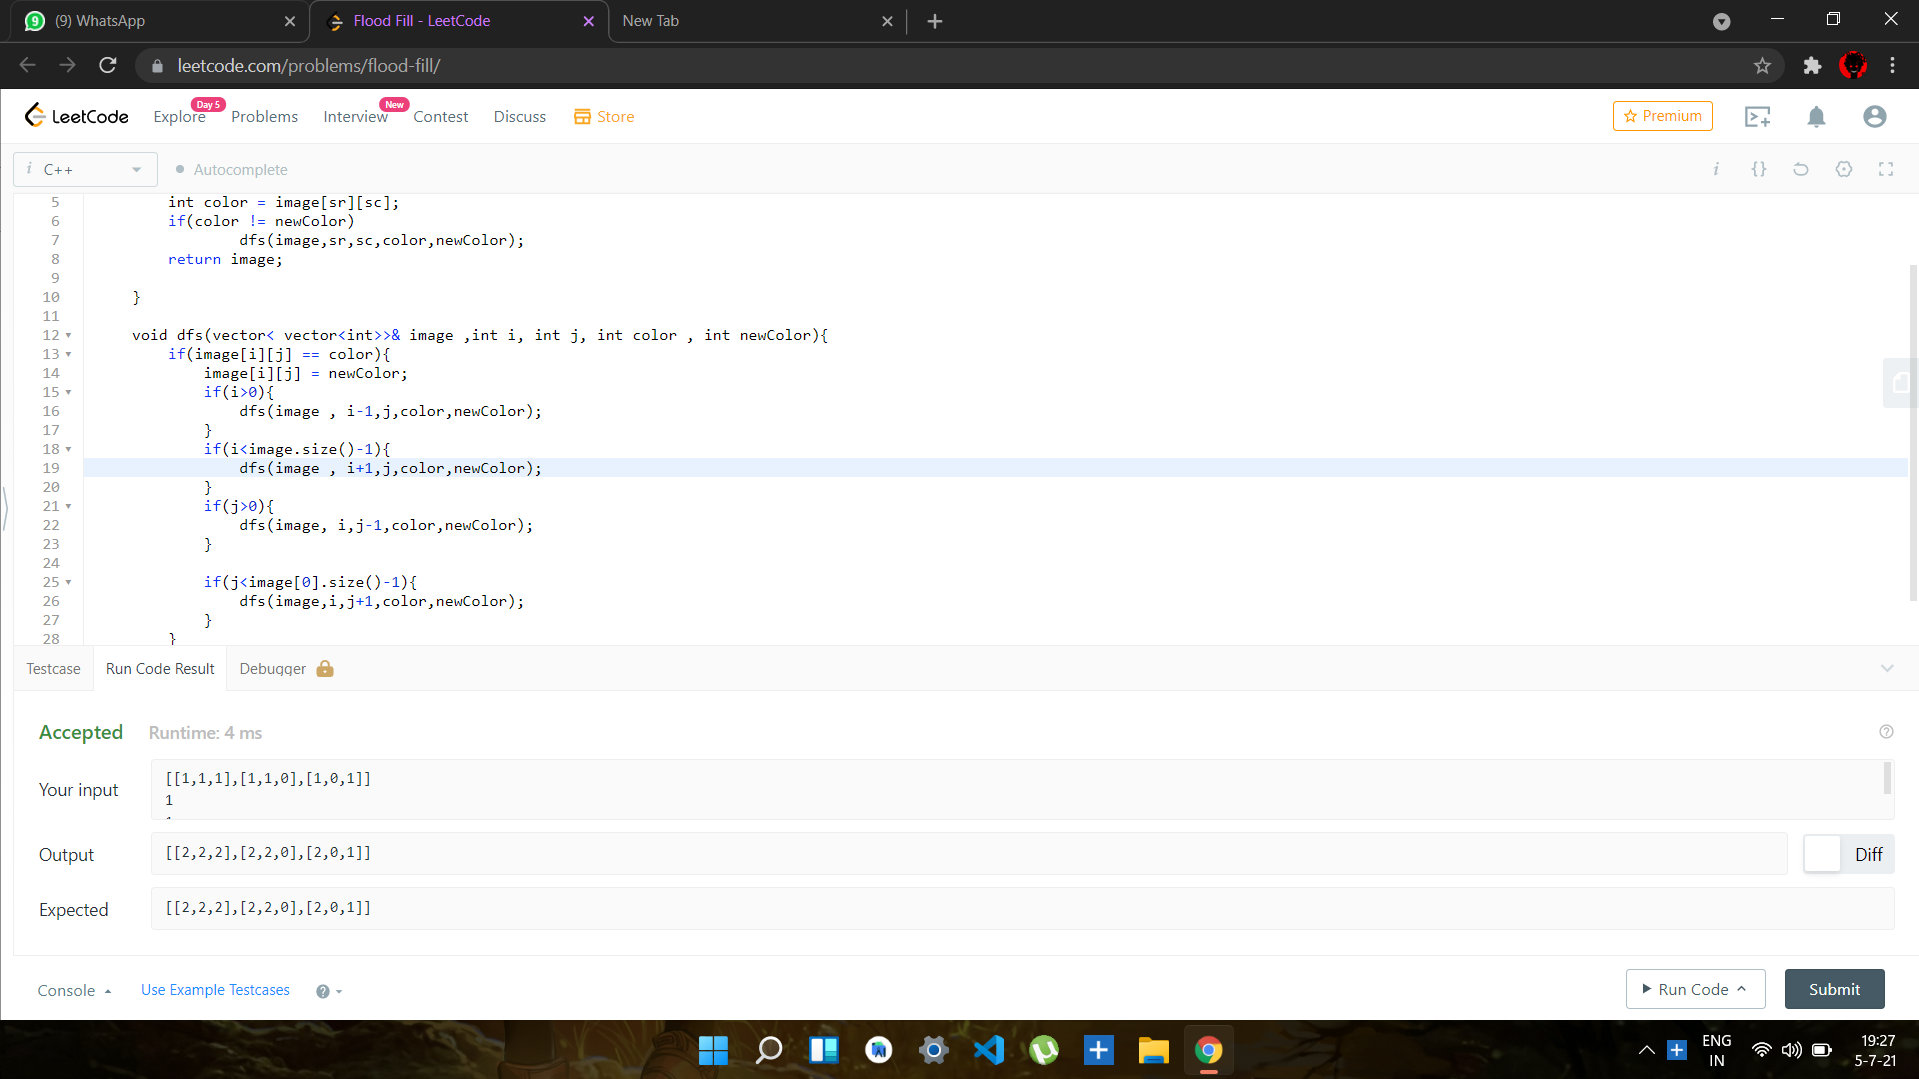 (9) WhatsApp
Flood Fill - LeetCode
New Tab
leetcode.com/problems/flood-fill/
LeetCode
Explore
Day 5
Problems
Interview
New
Contest
Discuss
Store
Premium
i C++
Autocomplete
i {}
5 int color = image[sr][sc];
6 if(color != newColor)
7 dfs(image,sr,sc,color,newColor);
8 return image;
9
10 }
11
12 void dfs(vector< vector<int>>& image ,int i, int j, int color , int newColor){
13 if(image[i][j] == color){
14 image[i][j] = newColor;
15 if(i>0){
16 dfs(image , i-1,j,color,newColor);
17 }
18 if(i<image.size()-1){
19 dfs(image , i+1,j,color,newColor);
20 }
21 if(j>0){
22 dfs(image, i,j-1,color,newColor);
23 }
24
25 if(j<image[0].size()-1){
26 dfs(image,i,j+1,color,newColor);
27 }
28 }
Testcase
Run Code Result
Debugger
Accepted
Runtime: 4 ms
Your input
[[1,1,1],[1,1,0],[1,0,1]]
1
Output
[[2,2,2],[2,2,0],[2,0,1]]
Diff
Expected
[[2,2,2],[2,2,0],[2,0,1]]
Console
Use Example Testcases
Run Code
Submit
ENG
IN
19:27
5-7-21